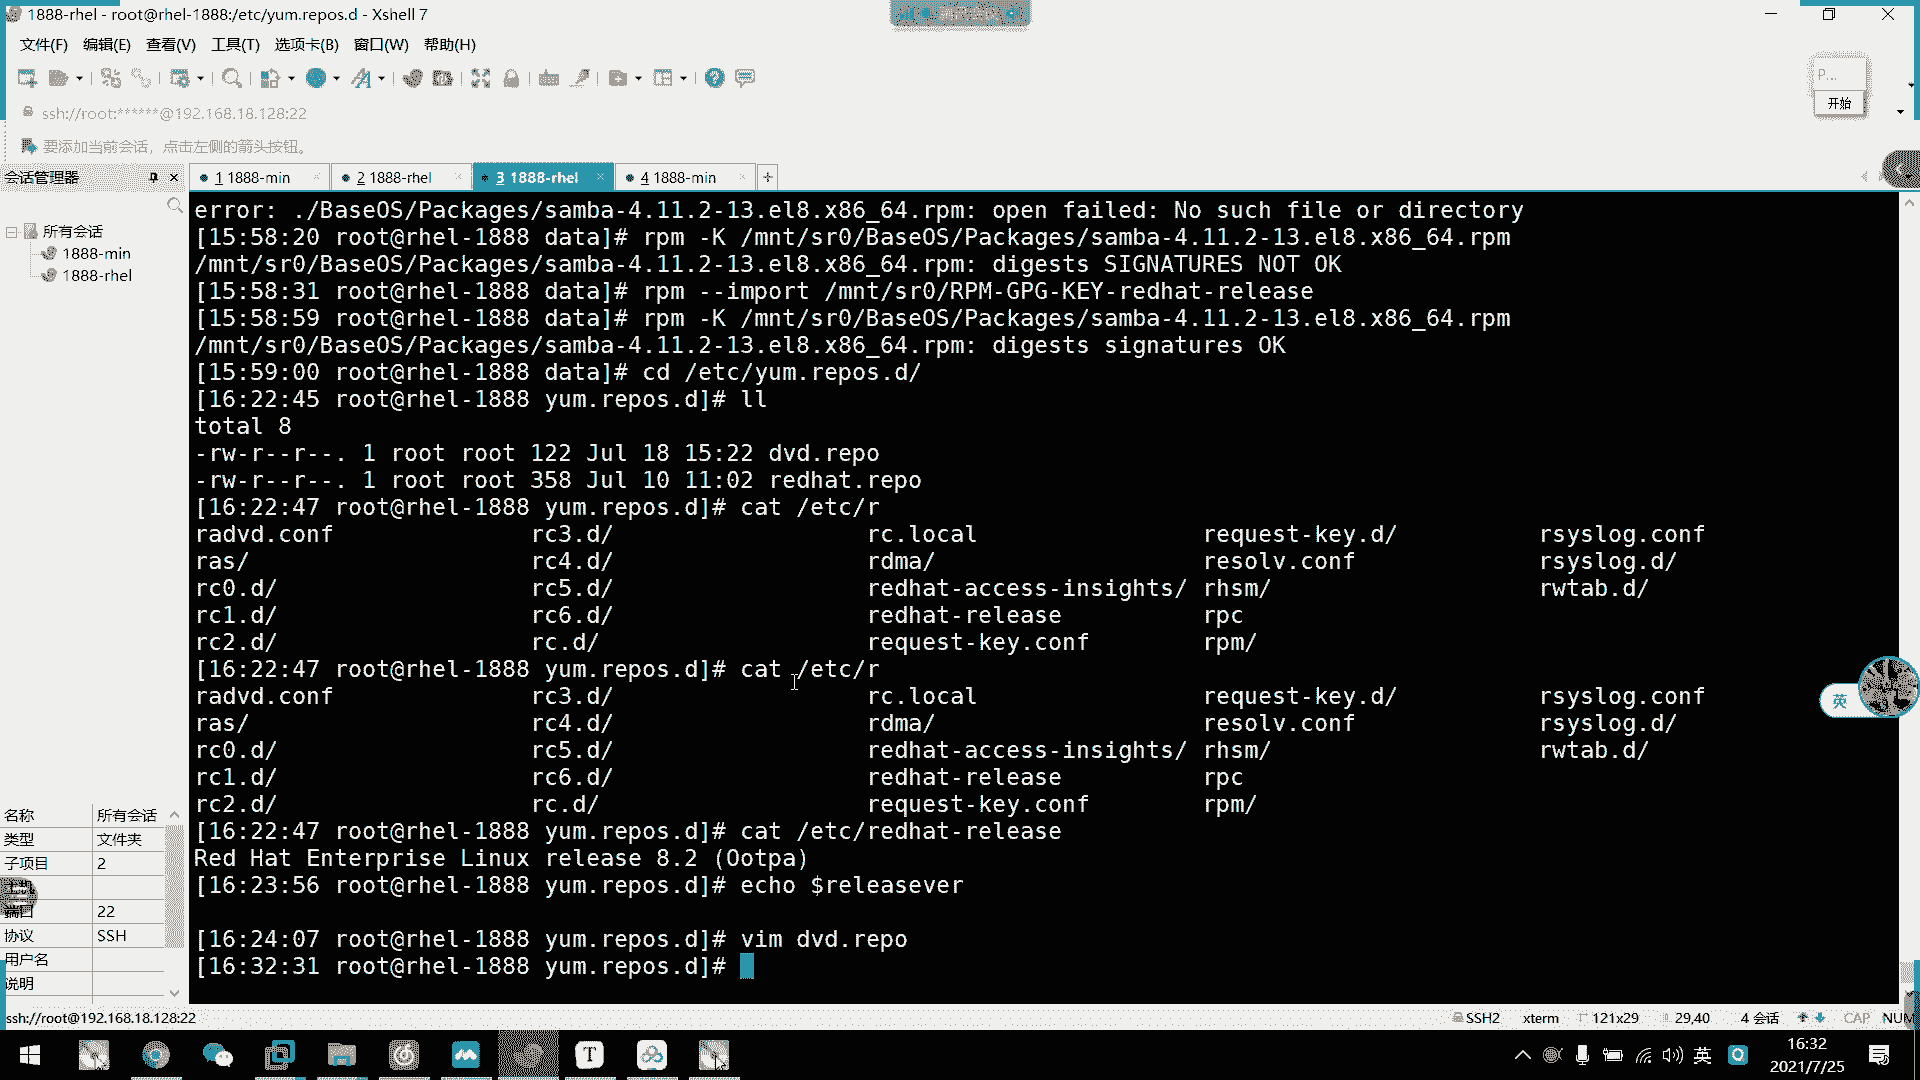 1888-rhel - root@rhel-1888:/etc/yum.repos.d - Xshell 7
文件(F) 编辑(E) 查看(V) 工具(T) 选项卡(B) 窗口(W) 帮助(H)
P...
开始
ssh://root:******@192.168.18.128:22
要添加当前会话，点击左侧的箭头按钮。
会话管理器
1 1888-min 2 1888-rhel 3 1888-rhel 4 1888-min
所有会话
1888-min
1888-rhel
error: ./BaseOS/Packages/samba-4.11.2-13.el8.x86_64.rpm: open failed: No such file or directory
[15:58:20 root@rhel-1888 data]# rpm -K /mnt/sr0/BaseOS/Packages/samba-4.11.2-13.el8.x86_64.rpm
/mnt/sr0/BaseOS/Packages/samba-4.11.2-13.el8.x86_64.rpm: digests SIGNATURES NOT OK
[15:58:31 root@rhel-1888 data]# rpm --import /mnt/sr0/RPM-GPG-KEY-redhat-release
[15:58:59 root@rhel-1888 data]# rpm -K /mnt/sr0/BaseOS/Packages/samba-4.11.2-13.el8.x86_64.rpm
/mnt/sr0/BaseOS/Packages/samba-4.11.2-13.el8.x86_64.rpm: digests signatures OK
[15:59:00 root@rhel-1888 data]# cd /etc/yum.repos.d/
[16:22:45 root@rhel-1888 yum.repos.d]# ll
total 8
-rw-r--r--. 1 root root 122 Jul 18 15:22 dvd.repo
-rw-r--r--. 1 root root 358 Jul 10 11:02 redhat.repo
[16:22:47 root@rhel-1888 yum.repos.d]# cat /etc/r
radvd.conf rc3.d/ rc.local request-key.d/ rsyslog.conf
ras/ rc4.d/ rdma/ resolv.conf rsyslog.d/
rc0.d/ rc5.d/ redhat-access-insights/ rhsm/ rwtab.d/
rc1.d/ rc6.d/ redhat-release rpc
rc2.d/ rc.d/ request-key.conf rpm/
[16:22:47 root@rhel-1888 yum.repos.d]# cat /etc/r
radvd.conf rc3.d/ rc.local request-key.d/ rsyslog.conf
ras/ rc4.d/ rdma/ resolv.conf rsyslog.d/
rc0.d/ rc5.d/ redhat-access-insights/ rhsm/ rwtab.d/
rc1.d/ rc6.d/ redhat-release rpc
rc2.d/ rc.d/ request-key.conf rpm/
[16:22:47 root@rhel-1888 yum.repos.d]# cat /etc/redhat-release
Red Hat Enterprise Linux release 8.2 (Ootpa)
[16:23:56 root@rhel-1888 yum.repos.d]# echo $releasever
[16:24:07 root@rhel-1888 yum.repos.d]# vim dvd.repo
[16:32:31 root@rhel-1888 yum.repos.d]#
英
名称 所有会话
类型 文件夹
子项目 2
端口 22
协议 SSH
用户名
说明
ssh://root@192.168.18.128:22
SSH2 xterm 121x29 29,40 4 会话 CAP NUM
T
英
16:32
2021/7/25